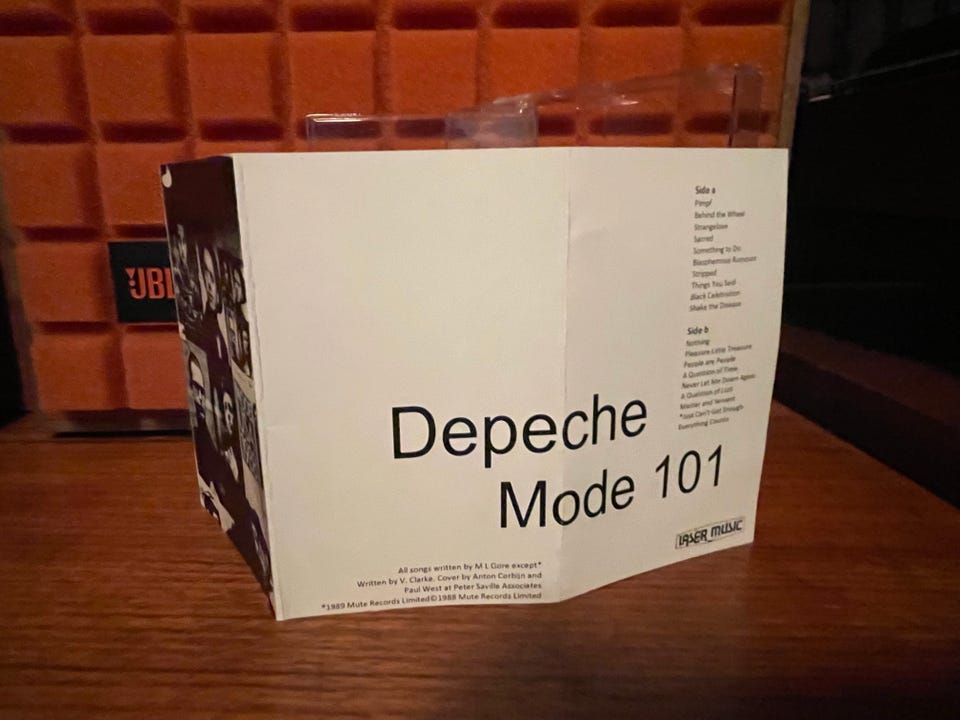 JBL
Side a
Pimpf
Behind the Wheel
Strangelove
Sacred
Something to Do
Blasphemous Rumours
Stripped
Things You Said
Black Celebration
Shake the Disease
Side b
Nothing
Pleasure Little Treasure
People are People
A Question of Time
Never Let Me Down Again
A Question of Lust
Master and Servant
*Just Can't Get Enough
Everything Counts
Depeche
Mode 101
LASER MUSIC
All songs written by M L Gore except*
Written by V. Clarke. Cover by Anton Corbijn and
Paul West at Peter Saville Associates
*1989 Mute Records Limited©1988 Mute Records Limited